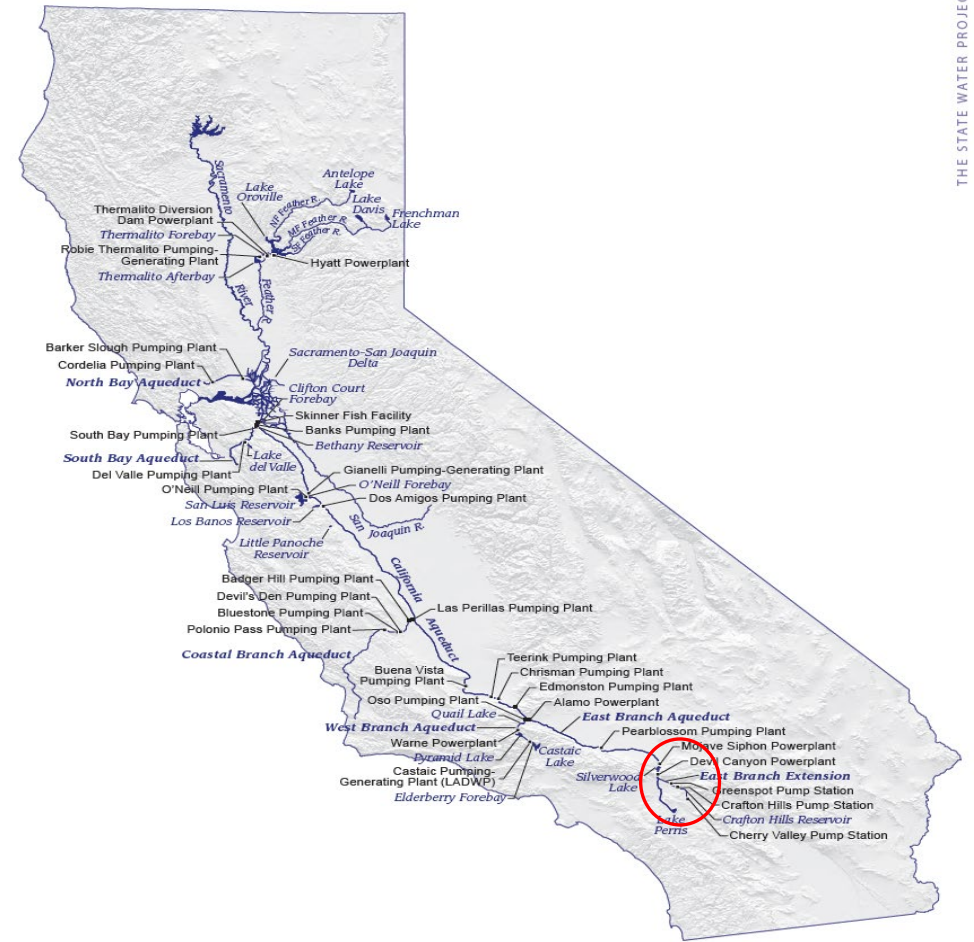 THE STATE WATER PROJEC
Sacramento
River
Lake
Oroville
Antelope
Lake
Lake
Davis
Frenchman
Lake
NF Feather R.
MF Feather R.
SF Feather R.
Thermalito Diversion
Dam Powerplant
Thermalito Forebay
Robie Thermalito Pumping-
Generating Plant
Thermalito Afterbay
Hyatt Powerplant
Feather R.
Barker Slough Pumping Plant
Cordelia Pumping Plant
North Bay Aqueduct
Sacramento-San Joaquin
Delta
Clifton Court
Forebay
Skinner Fish Facility
Banks Pumping Plant
Bethany Reservoir
South Bay Pumping Plant
South Bay Aqueduct
Lake
del Valle
Del Valle Pumping Plant
O'Neill Pumping Plant
San Luis Reservoir
Los Banos Reservoir
Little Panoche
Reservoir
Gianelli Pumping-Generating Plant
O'Neill Forebay
Dos Amigos Pumping Plant
San Joaquin R.
California Aqueduct
Badger Hill Pumping Plant
Devil's Den Pumping Plant
Bluestone Pumping Plant
Polonio Pass Pumping Plant
Coastal Branch Aqueduct
Las Perillas Pumping Plant
Buena Vista
Pumping Plant
Teerink Pumping Plant
Chrisman Pumping Plant
Edmonston Pumping Plant
Oso Pumping Plant
Alamo Powerplant
Quail Lake
East Branch Aqueduct
West Branch Aqueduct
Pearblossom Pumping Plant
Warne Powerplant
Pyramid Lake
Castaic
Lake
Castaic Pumping-
Generating Plant (LADWP)
Elderberry Forebay
Mojave Siphon Powerplant
Devil Canyon Powerplant
Silverwood
Lake
East Branch Extension
Greenspot Pump Station
Crafton Hills Pump Station
Crafton Hills Reservoir
Lake
Perris
Cherry Valley Pump Station